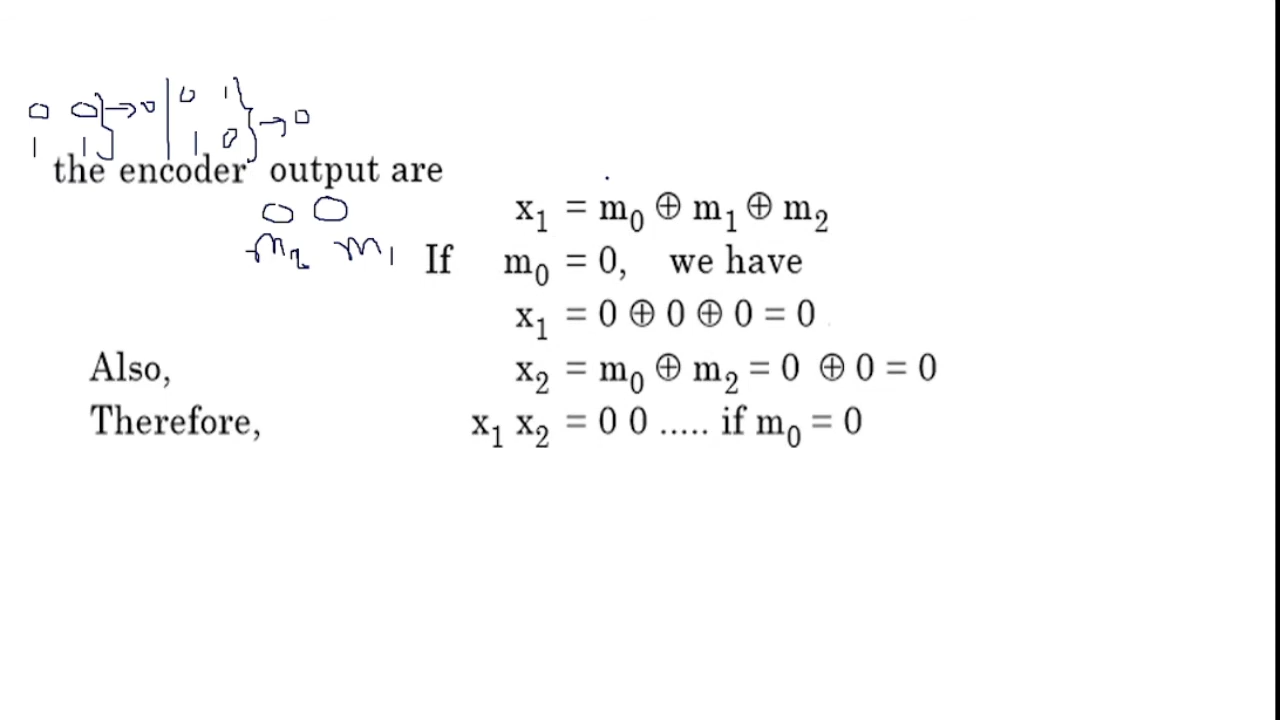 0 0 } → 0 | 0 1 } → 0
1 1 | 1 0
the encoder output are
0 0
x₁ = m₀ ⊕ m₁ ⊕ m₂
m₂ m₁ If m₀ = 0, we have
x₁ = 0 ⊕ 0 ⊕ 0 = 0
Also, x₂ = m₀ ⊕ m₂ = 0 ⊕ 0 = 0
Therefore, x₁ x₂ = 0 0 ..... if m₀ = 0